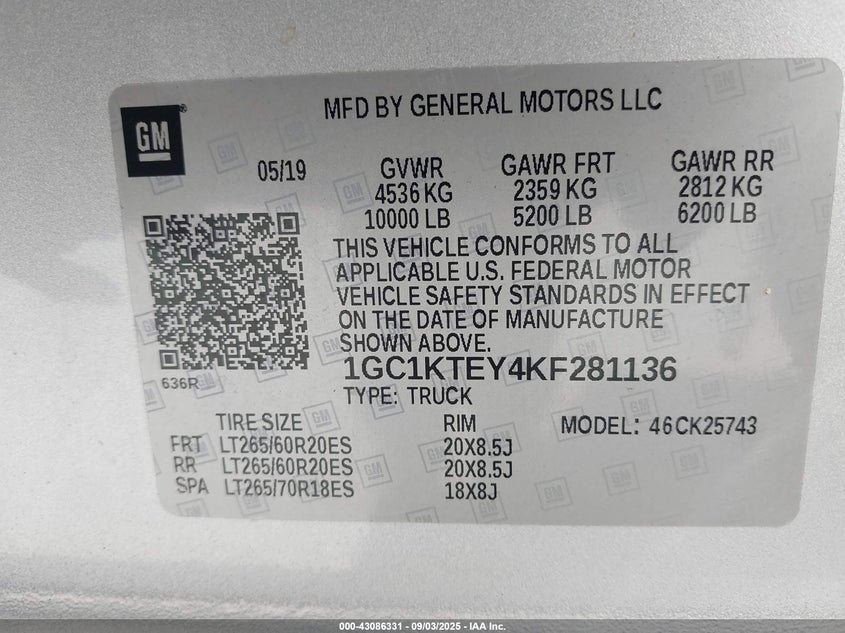 GM®
MFD BY GENERAL MOTORS LLC
05/19 GVWR GAWR FRT GAWR RR
4536 KG 2359 KG 2812 KG
10000 LB 5200 LB 6200 LB
THIS VEHICLE CONFORMS TO ALL
APPLICABLE U.S. FEDERAL MOTOR
VEHICLE SAFETY STANDARDS IN EFFECT
ON THE DATE OF MANUFACTURE
SHOWN ABOVE.
1GC1KTEY4KF281136
636R
TYPE: TRUCK
TIRE SIZE RIM MODEL: 46CK25743
FRT LT265/60R20ES 20X8.5J
RR LT265/60R20ES 20X8.5J
SPA LT265/70R18ES 18X8J
000-43086331 - 09/03/2025 - IAA Inc.